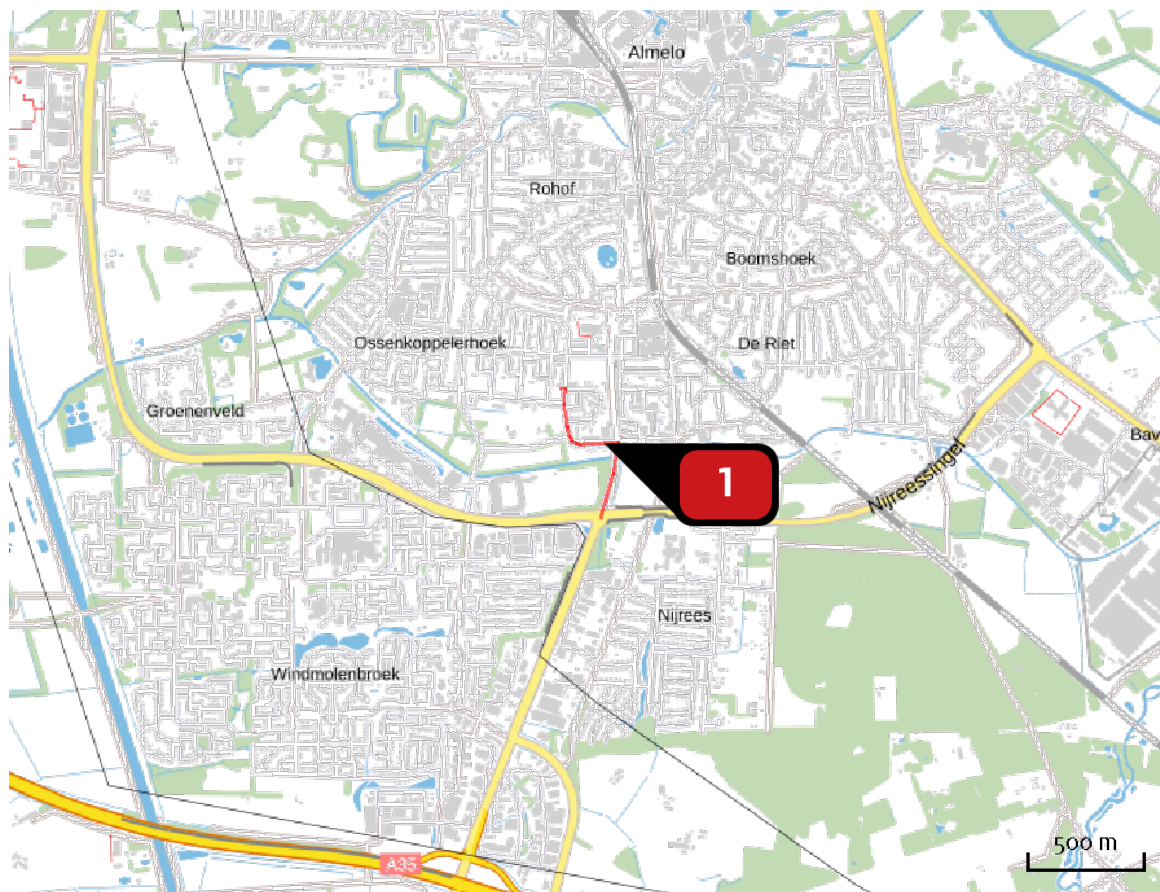 Almelo
Rohof
Boomshoek
Ossenkoppelerhoek
De Riet
Groenenveld
Bav
1
Nijreessingel
Nijrees
Windmolenbroek
500 m
A35